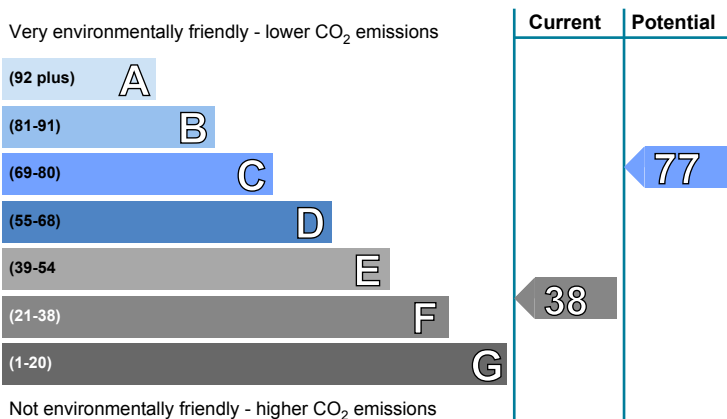 Current Potential
Very environmentally friendly - lower CO2 emissions
(92 plus) A
(81-91) B
(69-80) C
77
(55-68) D
(39-54 E
38
(21-38) F
(1-20) G
Not environmentally friendly - higher CO2 emissions